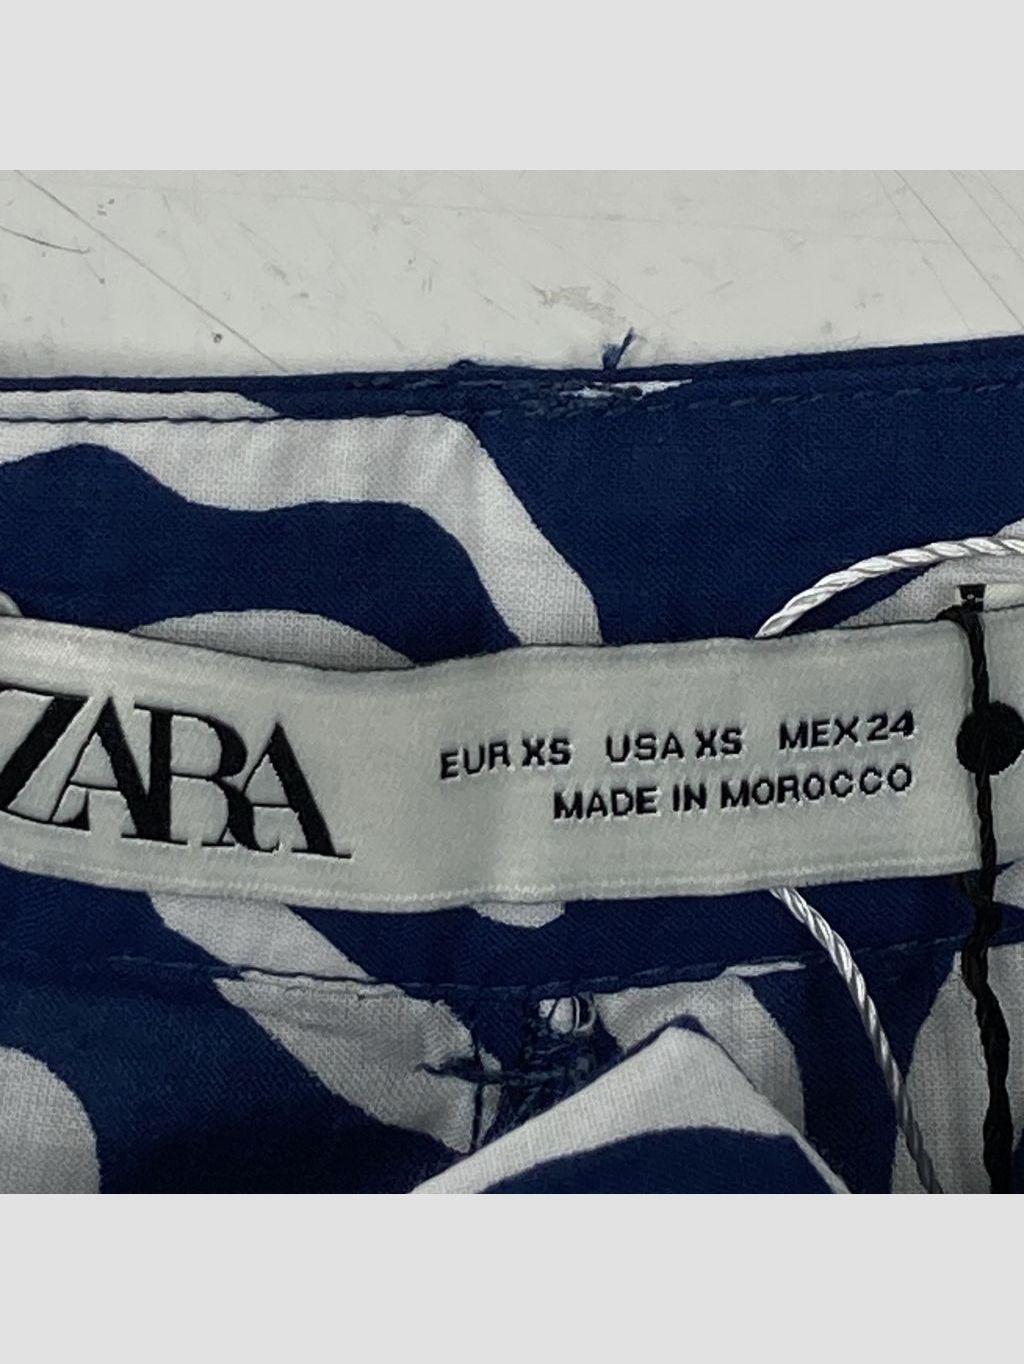 ZARA
EUR XS USA XS MEX 24
MADE IN MOROCCO